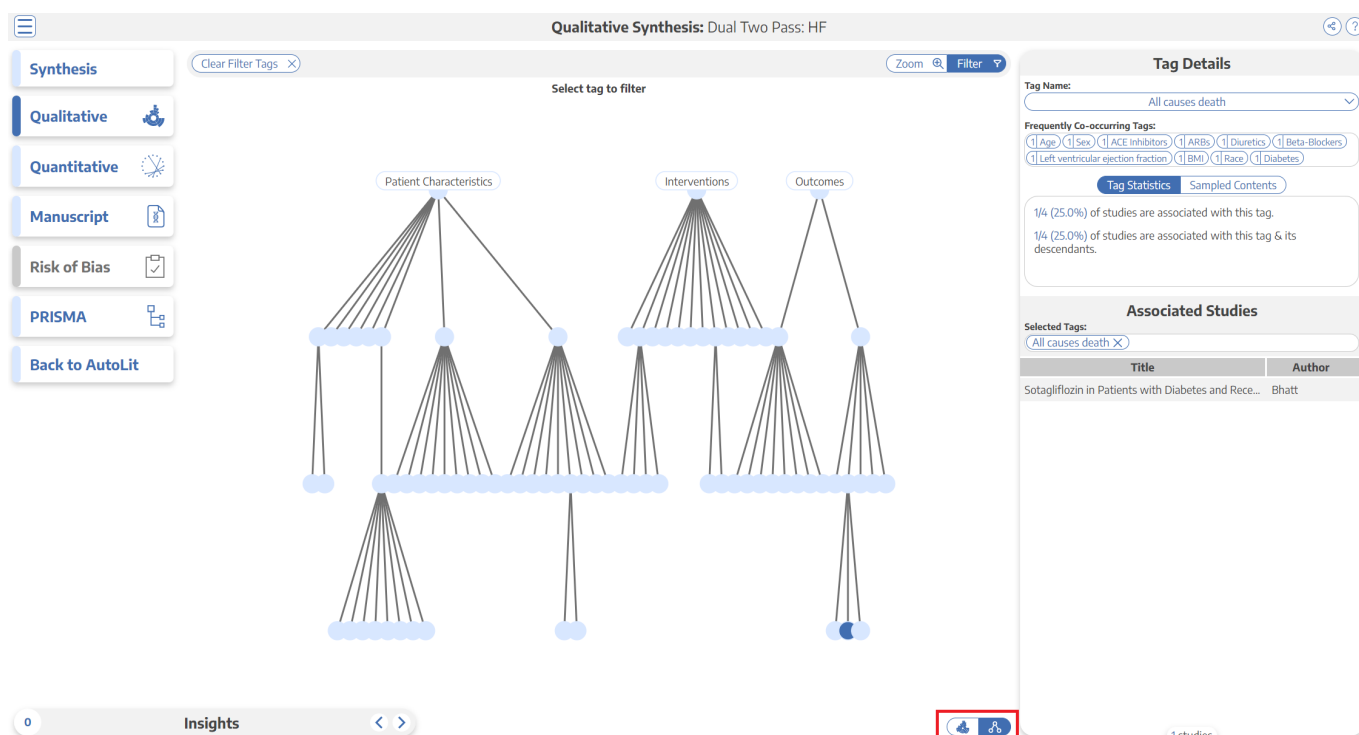 Qualitative Synthesis: Dual Two Pass: HF
?
Synthesis
Qualitative
Quantitative
Manuscript
Risk of Bias
PRISMA
Back to AutoLit
Clear Filter Tags
Zoom
Filter
Select tag to filter
Patient Characteristics
Interventions
Outcomes
0
Insights
Tag Details
Tag Name:
All causes death
Frequently Co-occurring Tags:
1 Age 1 Sex 1 ACE Inhibitors 1 ARBs 1 Diuretics 1 Beta-Blockers
1 Left ventricular ejection fraction 1 BMI 1 Race 1 Diabetes
Tag Statistics Sampled Contents
1/4 (25.0%) of studies are associated with this tag.
1/4 (25.0%) of studies are associated with this tag & its
descendants.
Associated Studies
Selected Tags:
All causes death
Title Author
Sotagliflozin in Patients with Diabetes and Rece... Bhatt
1 studies